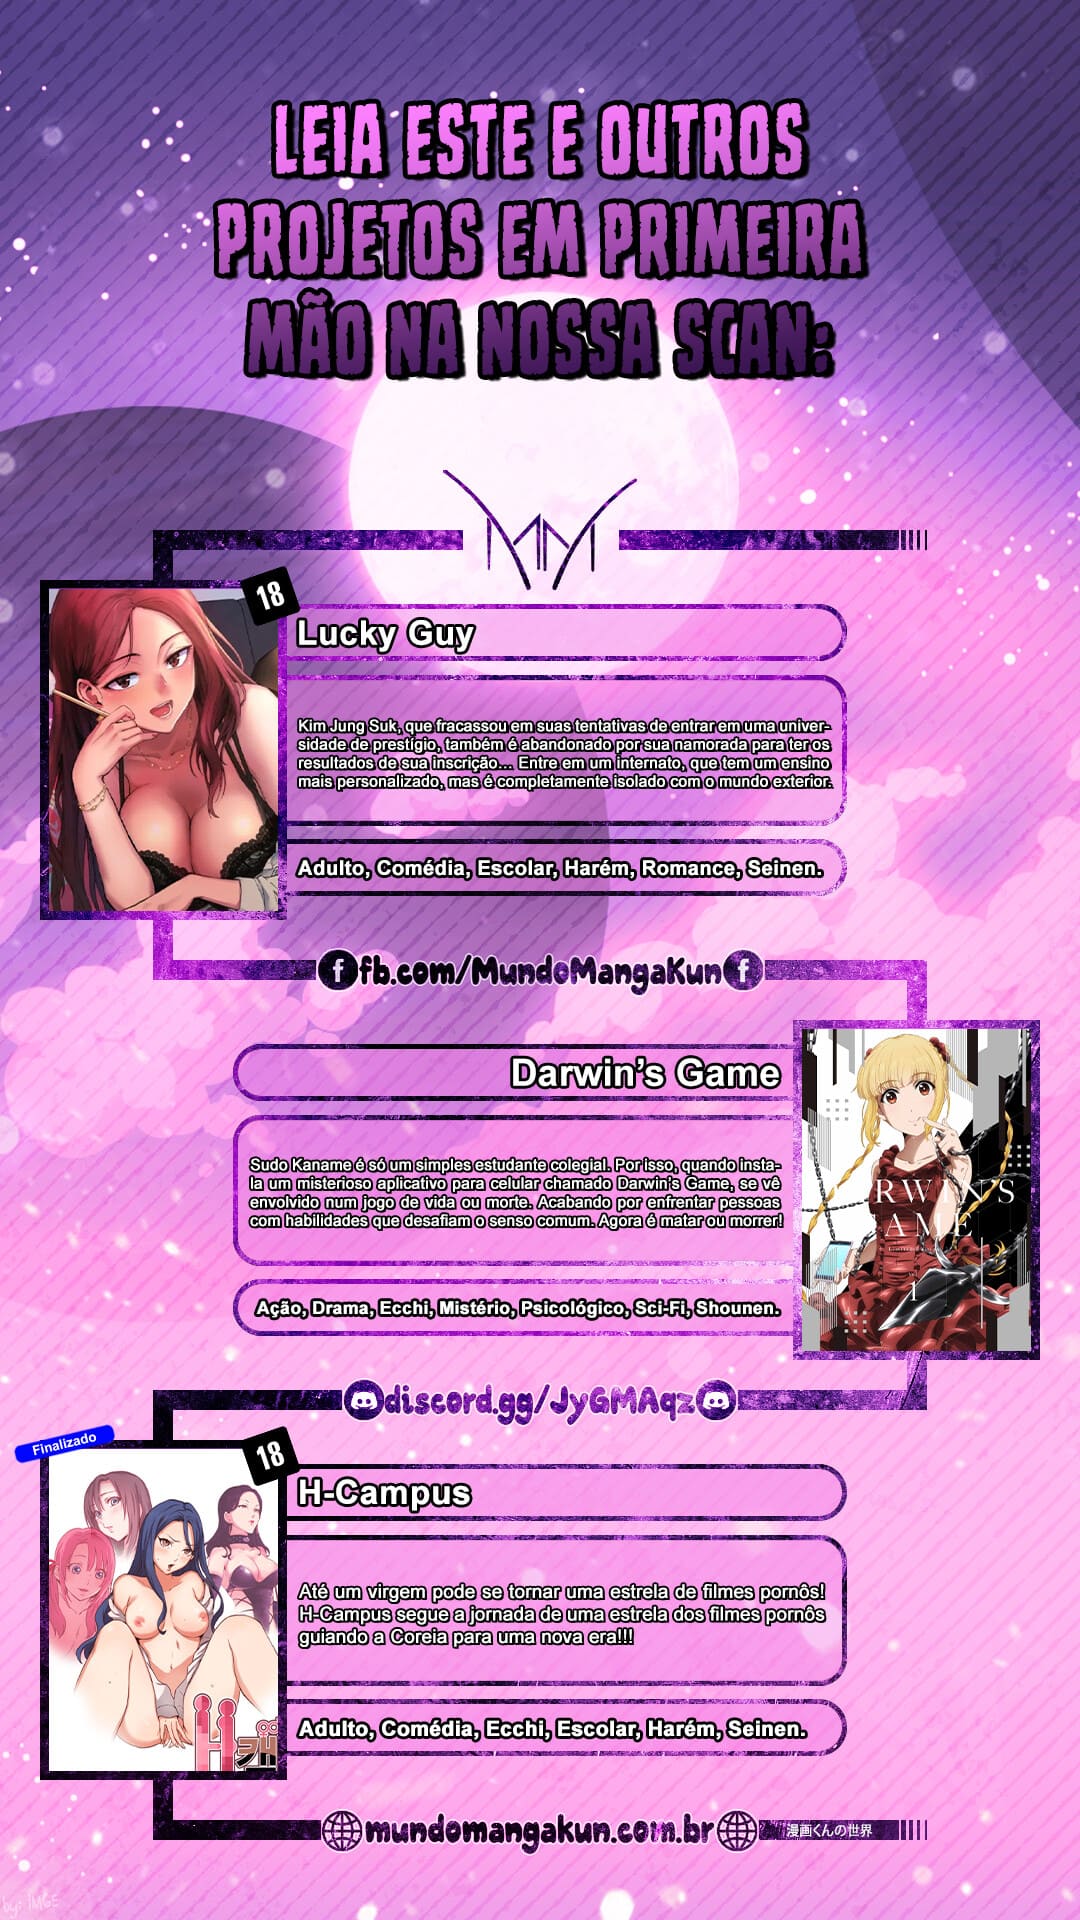 LEIA ESTE E OUTROS
PROJETOS EM PRIMEIRA
MÃO NA NOSSA SCAN:
18
Lucky Guy
Kim Jung Suk, que fracassou em suas tentativas de entrar em uma univer-
sidade de prestígio, também é abandonado por sua namorada para ter os
resultados de sua inscrição... Entre em um internato, que tem um ensino
mais personalizado, mas é completamente isolado com o mundo exterior.
Adulto, Comédia, Escolar, Harém, Romance, Seinen.
fb.com/MundoMangaKun
Darwin's Game
Sudo Kaname é só um simples estudante colegial. Por isso, quando insta-
la um misterioso aplicativo para celular chamado Darwin's Game, se vê
envolvido num jogo de vida ou morte. Acabando por enfrentar pessoas
com habilidades que desafiam o senso comum. Agora é matar ou morrer!
RWIN'S
AME
1
Ação, Drama, Ecchi, Mistério, Psicológico, Sci-Fi, Shounen.
discord.gg/JyGMAqz
Finalizado
18
H-Campus
Até um virgem pode se tornar uma estrela de filmes pornôs!
H-Campus segue a jornada de uma estrela dos filmes pornôs
guiando a Coreia para uma nova era!!!
H캠
Adulto, Comédia, Ecchi, Escolar, Harém, Seinen.
mundomangakun.com.br
漫画くんの世界
by: IMGE